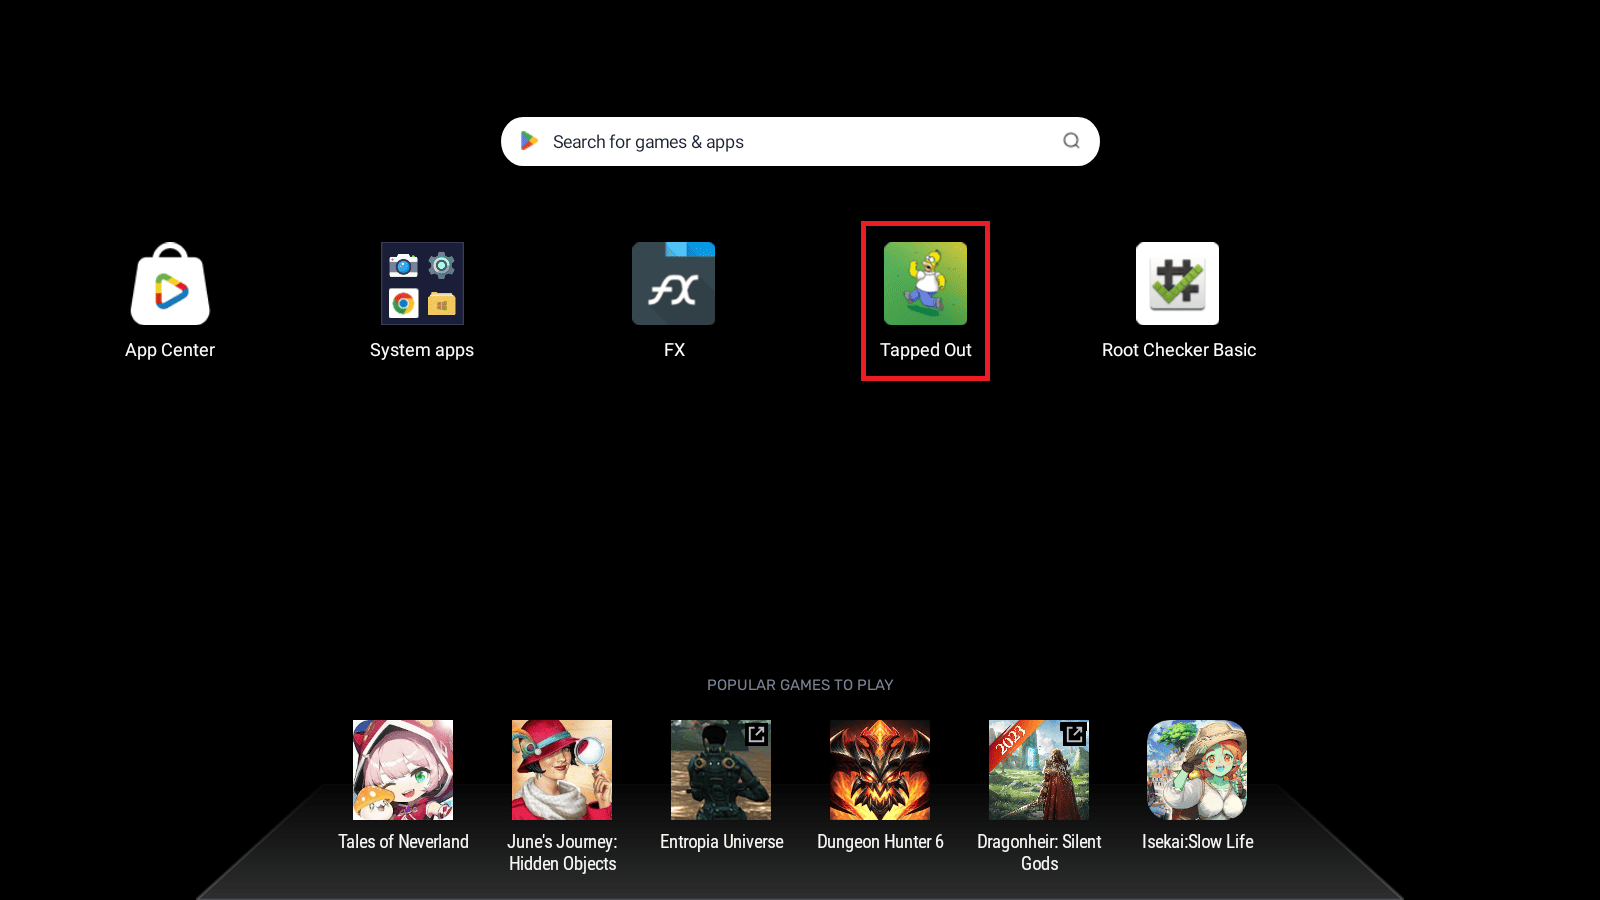 Search for games & apps
App Center
System apps
FX
FX
Tapped Out
Root Checker Basic
POPULAR GAMES TO PLAY
2023
Tales of Neverland
June's Journey:
Hidden Objects
Entropia Universe
Dungeon Hunter 6
Dragonheir: Silent
Gods
Isekai:Slow Life